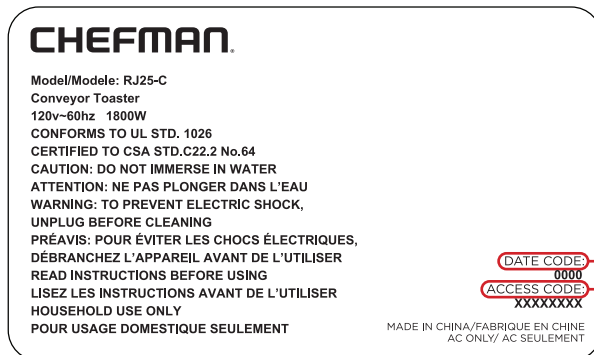 CHEFMAN®
Model/Modele: RJ25-C
Conveyor Toaster
120v~60hz 1800W
CONFORMS TO UL STD. 1026
CERTIFIED TO CSA STD.C22.2 No.64
CAUTION: DO NOT IMMERSE IN WATER
ATTENTION: NE PAS PLONGER DANS L'EAU
WARNING: TO PREVENT ELECTRIC SHOCK,
UNPLUG BEFORE CLEANING
PRÉAVIS: POUR ÉVITER LES CHOCS ÉLECTRIQUES,
DÉBRANCHEZ L'APPAREIL AVANT DE L'UTILISER
READ INSTRUCTIONS BEFORE USING
LISEZ LES INSTRUCTIONS AVANT DE L'UTILISER
HOUSEHOLD USE ONLY
POUR USAGE DOMESTIQUE SEULEMENT
DATE CODE:
0000
ACCESS CODE:
XXXXXXXX
MADE IN CHINA/FABRIQUE EN CHINE
AC ONLY/ AC SEULEMENT